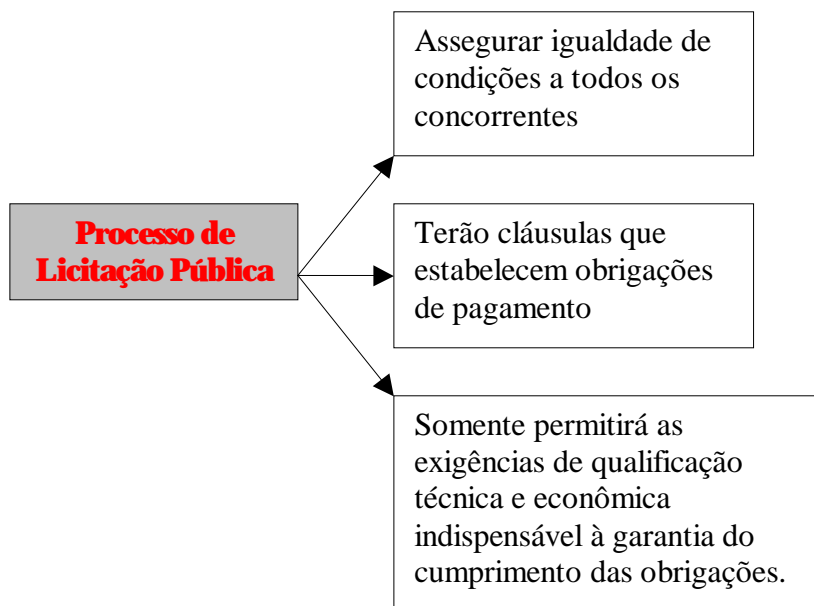 Assegurar igualdade de
condições a todos os
concorrentes
Processo de
Licitação Pública
Terão cláusulas que
estabelecem obrigações
de pagamento
Somente permitirá as
exigências de qualificação
técnica e econômica
indispensável à garantia do
cumprimento das obrigações.